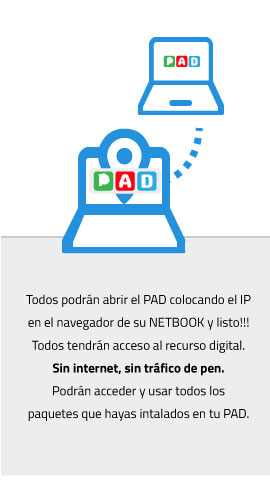 PAD
PAD
Todos podrán abrir el PAD colocando el IP
en el navegador de su NETBOOK y listo!!!
Todos tendrán acceso al recurso digital.
Sin internet, sin tráfico de pen.
Podrán acceder y usar todos los
paquetes que hayas intalados en tu PAD.